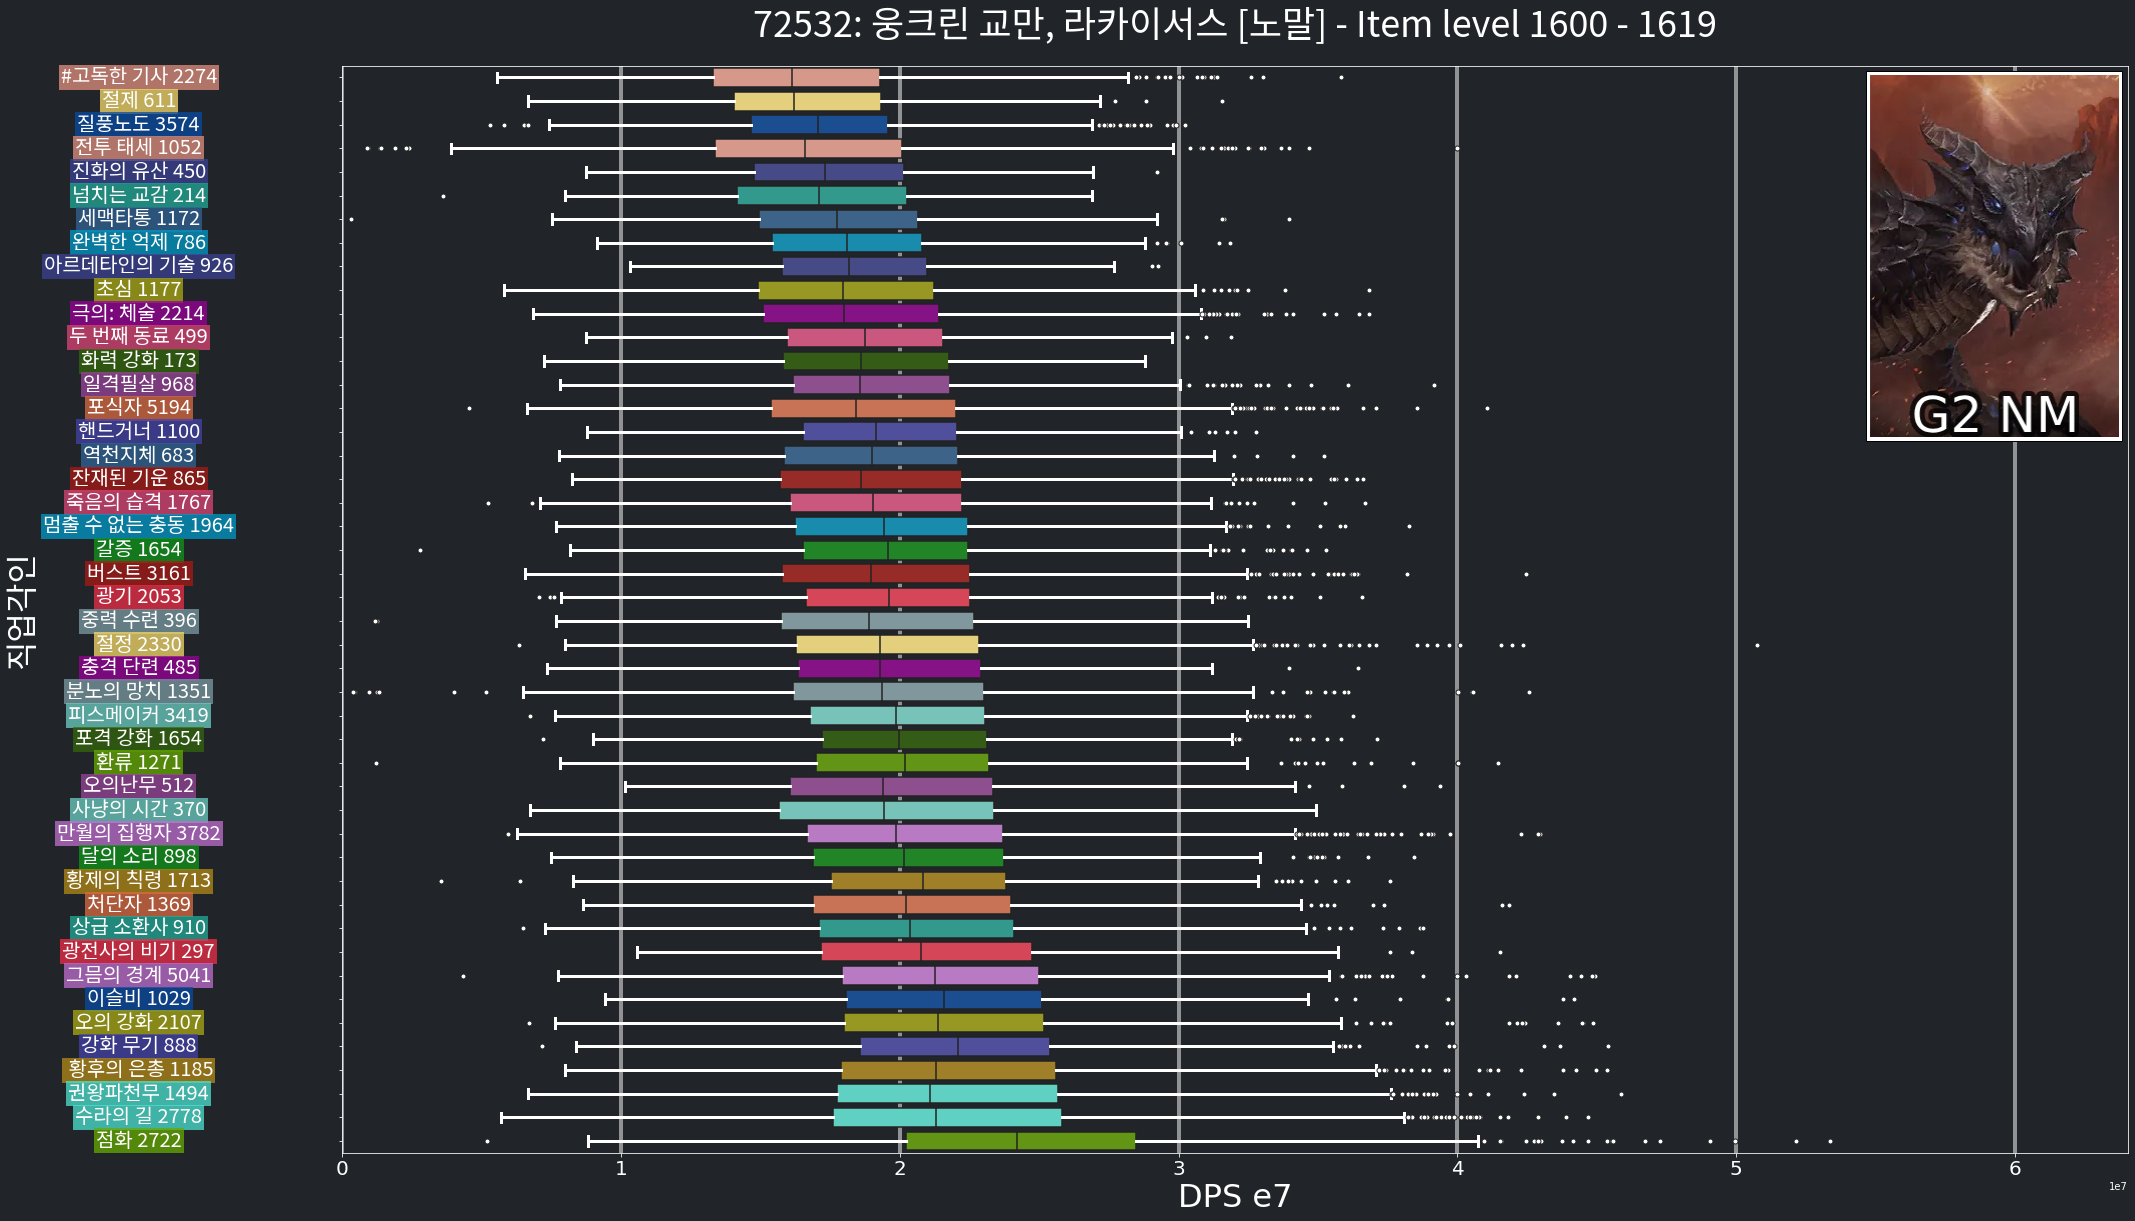 72532: 웅크린 교만, 라카이서스 [노말] - Item level 1600 - 1619
#고독한 기사 2274
절제 611
질풍노도 3574
전투 태세 1052
진화의 유산 450
넘치는 교감 214
세맥타통 1172
완벽한 억제 786
아르데타인의 기술 926
초심 1177
극의: 체술 2214
두 번째 동료 499
화력 강화 173
일격필살 968
포식자 5194
핸드거너 1100
역천지체 683
잔재된 기운 865
죽음의 습격 1767
멈출 수 없는 충동 1964
갈증 1654
버스트 3161
광기 2053
중력 수련 396
절정 2330
충격 단련 485
분노의 망치 1351
피스메이커 3419
포격 강화 1654
환류 1271
오의난무 512
사냥의 시간 370
만월의 집행자 3782
달의 소리 898
황제의 칙령 1713
처단자 1369
상급 소환사 910
광전사의 비기 297
그믐의 경계 5041
이슬비 1029
오의 강화 2107
강화 무기 888
황후의 은총 1185
권왕파천무 1494
수라의 길 2778
점화 2722
직업각인
G2 NM
0 1 2 3 4 5 6
DPS e7
1e7